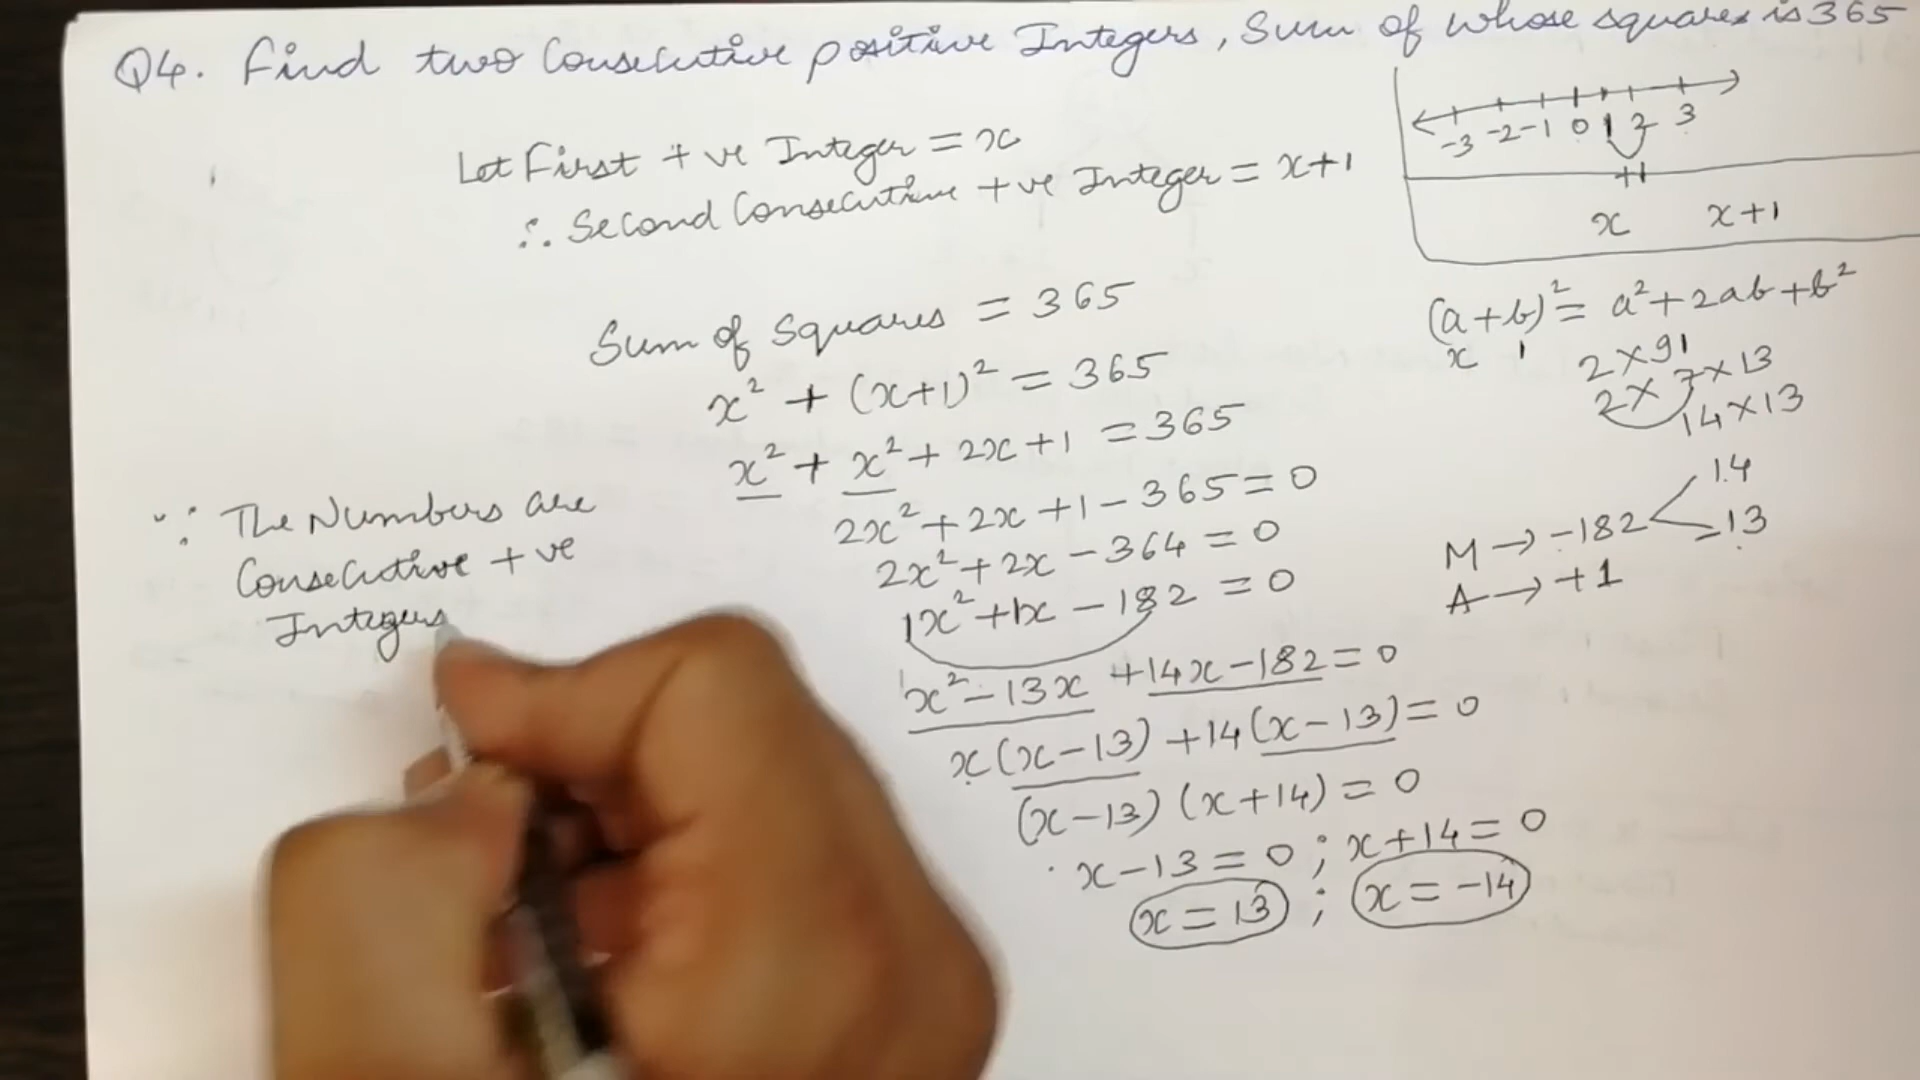 Q4. Find two Consecutive positive Integers, Sum of whose squares is 365
Let First +ve Integer = x
∴ Second Consecutive +ve Integer = x+1
-3 -2 -1 0 1 2 3
+1
x x+1
Sum of Squares = 365
x² + (x+1)² = 365
x² + x² + 2x + 1 = 365
2x² + 2x + 1 - 365 = 0
2x² + 2x - 364 = 0
1x² + 1x - 182 = 0
x² - 13x + 14x - 182 = 0
x(x-13) + 14(x-13) = 0
(x-13) (x+14) = 0
x-13 = 0 ; x+14 = 0
x = 13 ; x = -14
(a+b)² = a² + 2ab + b²
x 1
2 × 91
2 × 7 × 13
14 × 13
M → -182
14
-13
A → +1
∵ The Numbers are
Consecutive +ve
Integers